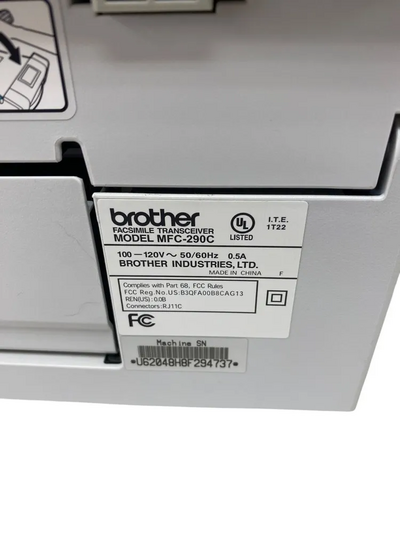 brother
FACSIMILE TRANSCEIVER
MODEL MFC-290C
UL
LISTED
I.T.E.
1T22
100－120V～ 50/60Hz 0.5A
BROTHER INDUSTRIES, LTD.
MADE IN CHINA F
Complies with Part 68, FCC Rules
FCC Reg.No.US:B3QFA00B8CAG13
REN(US) :0.0B
Connectors:RJ11C
FC
Machine SN
*U62048H8F294737*